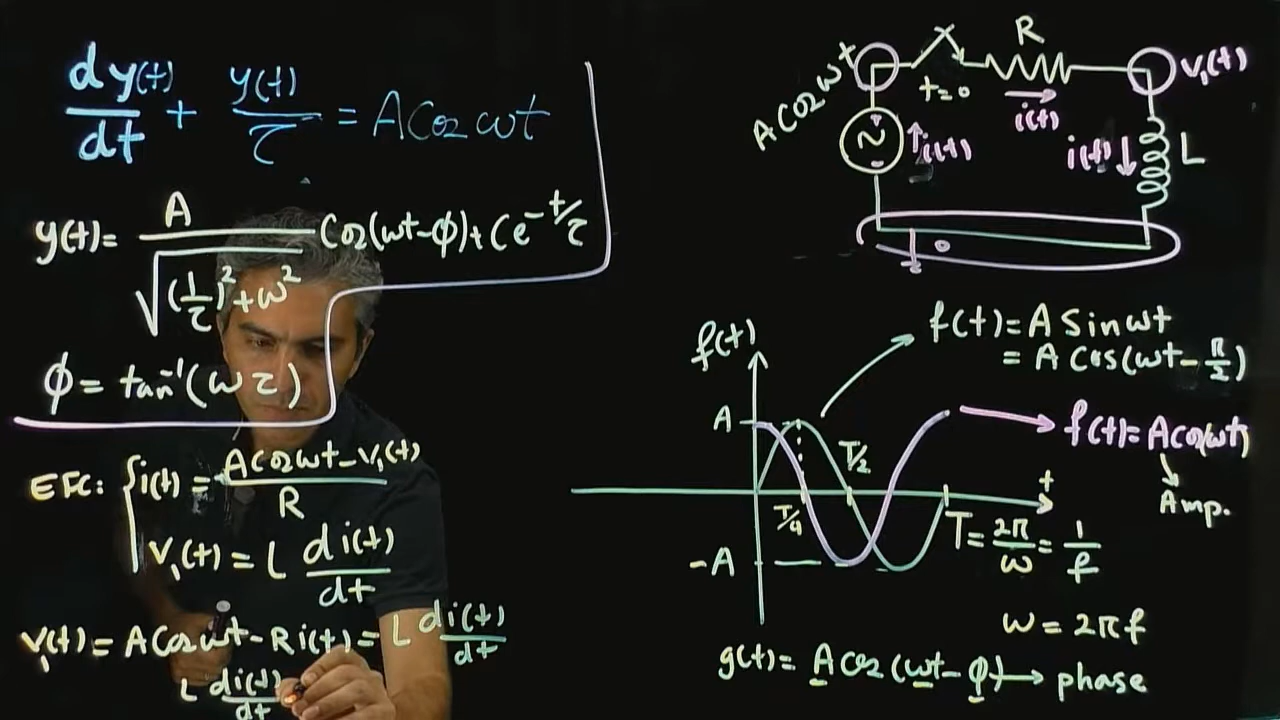 dy(t)/dt + y(t)/τ = A Cos ωt
y(t) = A/√((1/τ)² + ω²) Cos(ωt-φ) + Ce^(-t/τ)
φ = tan⁻¹(ωτ)
EFC: { i(t) = (A cos ωt - v₁(t))/R
v₁(t) = L di(t)/dt
v₁(t) = A Cos ωt - R i(t) = L di(t)/dt
L di(t)/dt
A cos ωt
t=0
R
i(t)
v₁(t)
i(t)
i(t)
L
0
f(t)
A
-A
T/4
T/2
T = 2π/ω = 1/f
t
f(t) = A Sin ωt
= A Cos(ωt - π/2)
f(t) = A cos(ωt)
Amp.
ω = 2πf
g(t) = A cos (ωt - φ) → phase